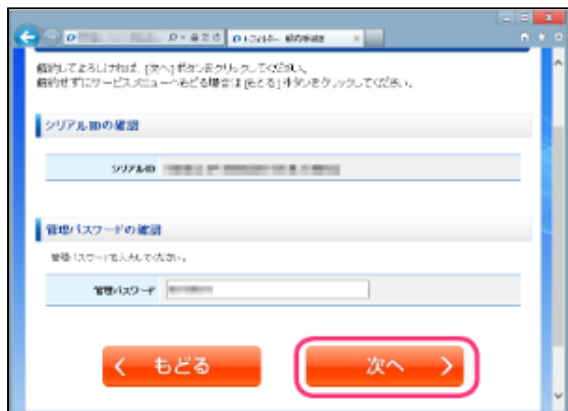 解約してよろしければ、[次へ]ボタンをクリックしてください。
解約せずにサービスメニューへもどる場合は[もどる]ボタンをクリックしてください。
シリアルIDの確認
シリアルID
管理パスワードの確認
管理パスワードを入力してください。
管理パスワード
もどる
次へ